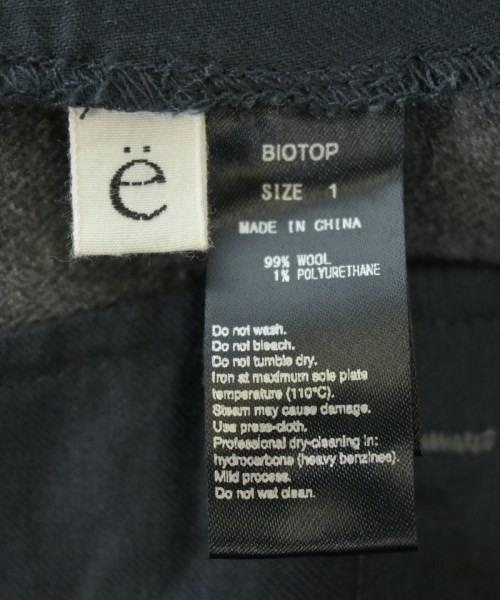 ë
BIOTOP
SIZE 1
MADE IN CHINA
99% WOOL
1% POLYURETHANE
Do not wash.
Do not bleach.
Do not tumble dry.
Iron at maximum sole plate
temperature (110°C).
Steam may cause damage.
Use press-cloth.
Professional dry-cleaning in:
hydrocarbone (heavy benzines).
Mild process.
Do not wet clean.